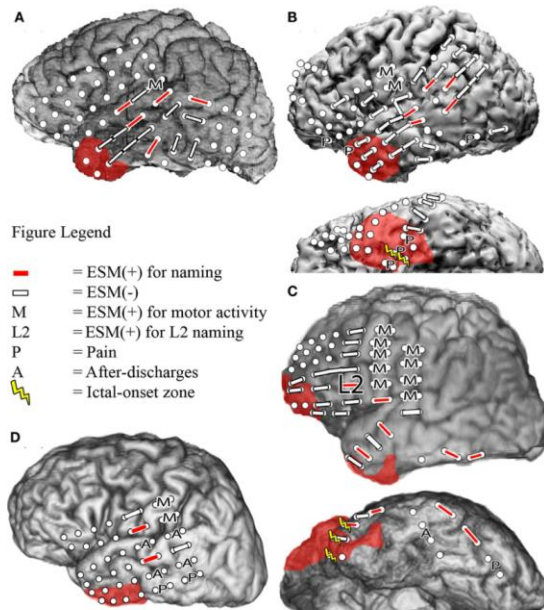 A
M
B
M
M
P
P
P
P
P
P
Figure Legend
= ESM(+) for naming
= ESM(-)
M = ESM(+) for motor activity
L2 = ESM(+) for L2 naming
P = Pain
A = After-discharges
= Ictal-onset zone
C
M
M
M
M
M
M
M
M
L2
D
M
M
A
A
A
A
P
P
A
P